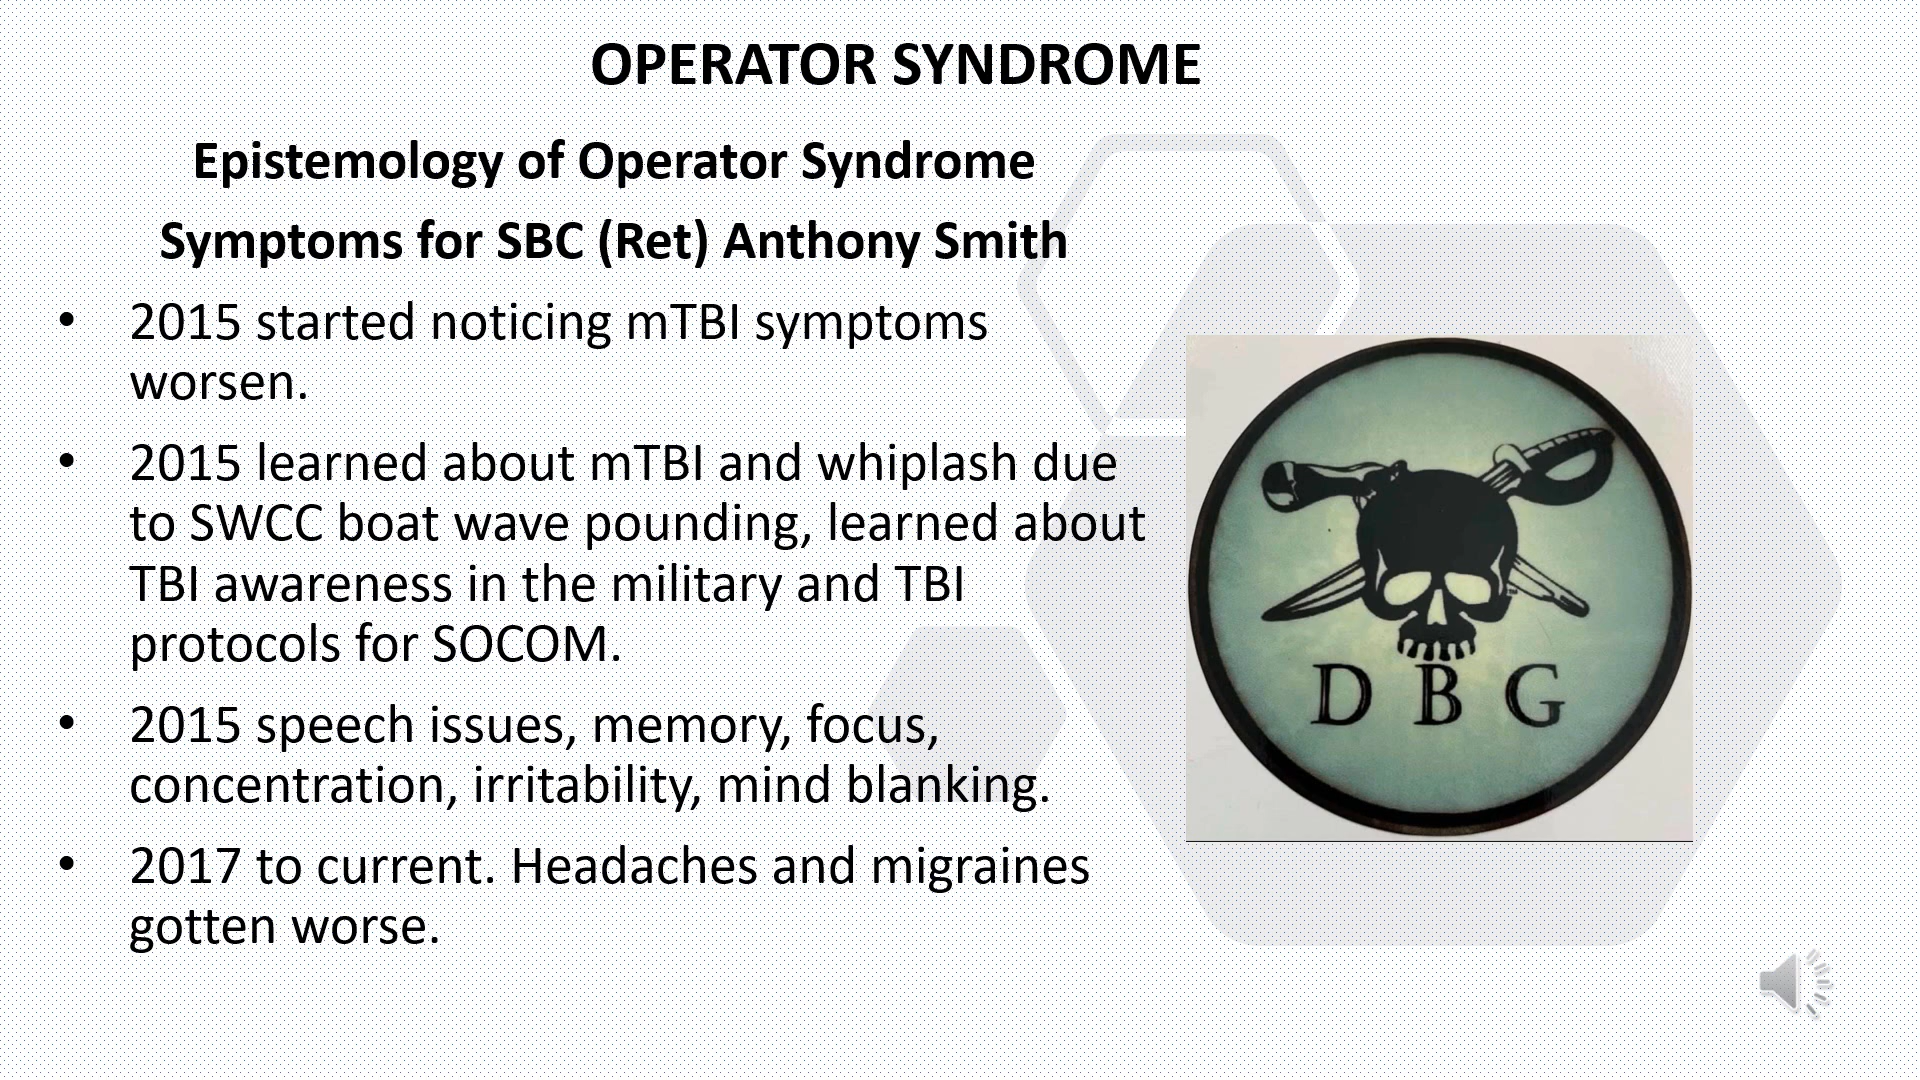 OPERATOR SYNDROME
Epistemology of Operator Syndrome
Symptoms for SBC (Ret) Anthony Smith
• 2015 started noticing mTBI symptoms
worsen.
• 2015 learned about mTBI and whiplash due
to SWCC boat wave pounding, learned about
TBI awareness in the military and TBI
protocols for SOCOM.
• 2015 speech issues, memory, focus,
concentration, irritability, mind blanking.
• 2017 to current. Headaches and migraines
gotten worse.
D B G